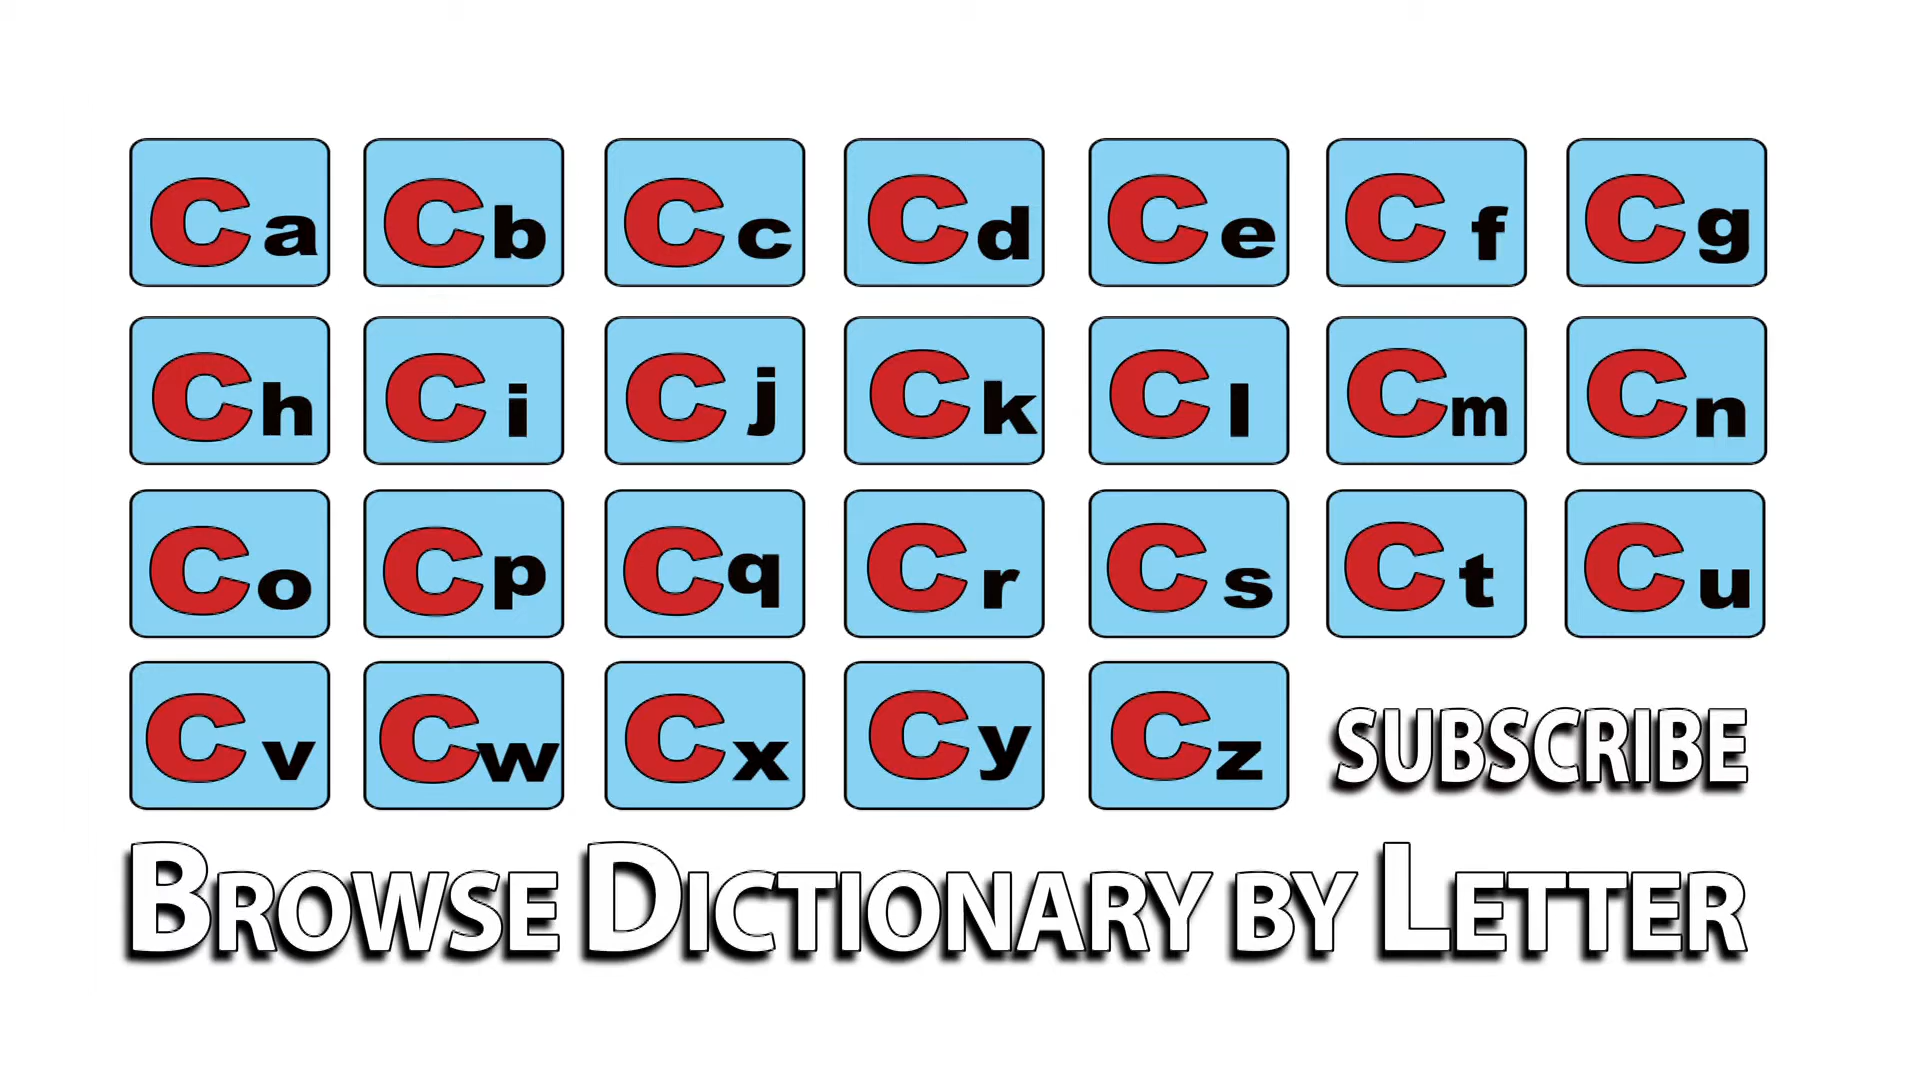 Ca Cb Cc Cd Ce Cf Cg
Ch Ci Cj Ck Cl Cm Cn
Co Cp Cq Cr Cs Ct Cu
Cv Cw Cx Cy Cz SUBSCRIBE
BROWSE DICTIONARY BY LETTER